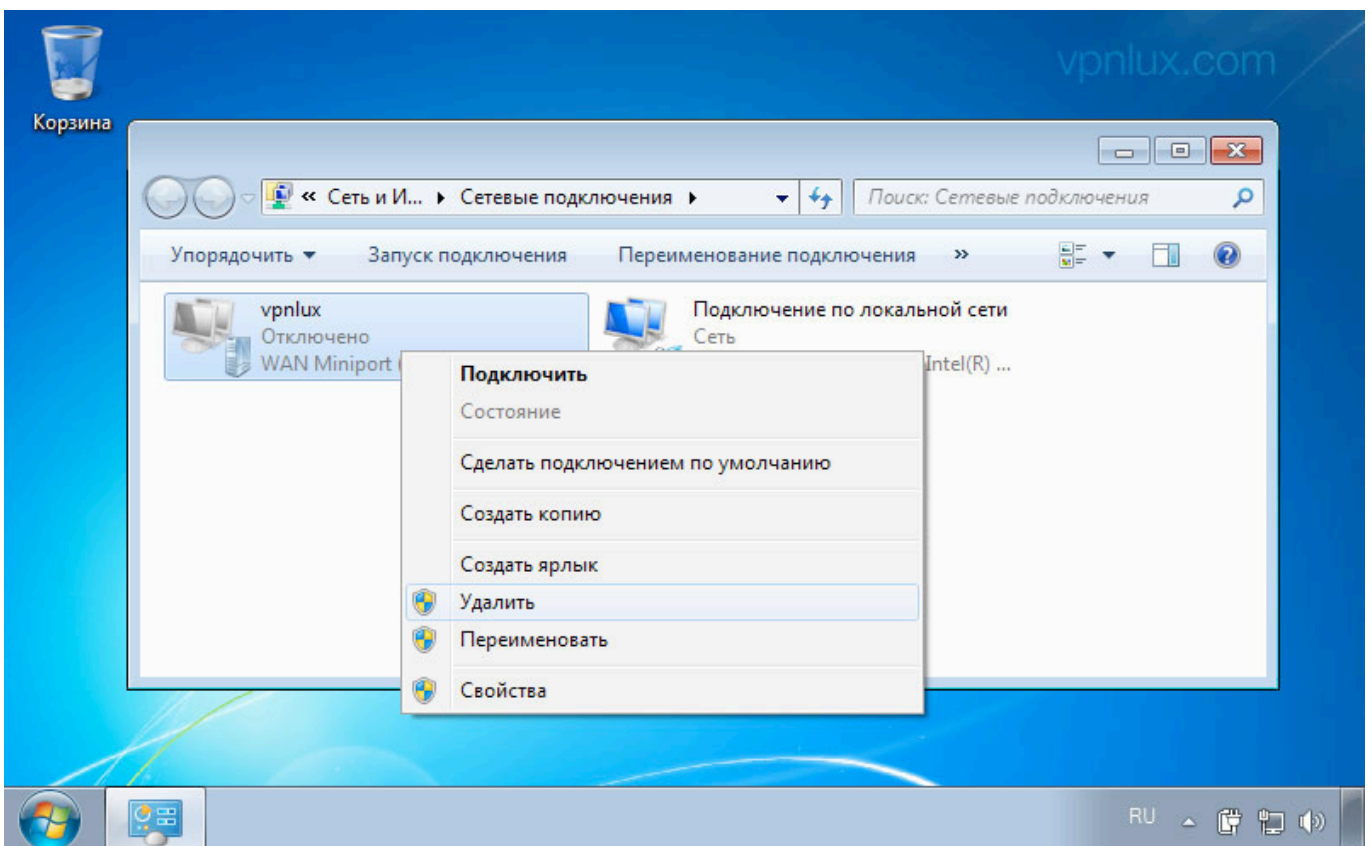 vpnlux.com
Корзина
« Сеть и И... Сетевые подключения Поиск: Сетевые подключения
Упорядочить Запуск подключения Переименование подключения »
vpnlux
Отключено
WAN Miniport (
Подключение по локальной сети
Сеть
Intel(R) ...
Подключить
Состояние
Сделать подключением по умолчанию
Создать копию
Создать ярлык
Удалить
Переименовать
Свойства
RU